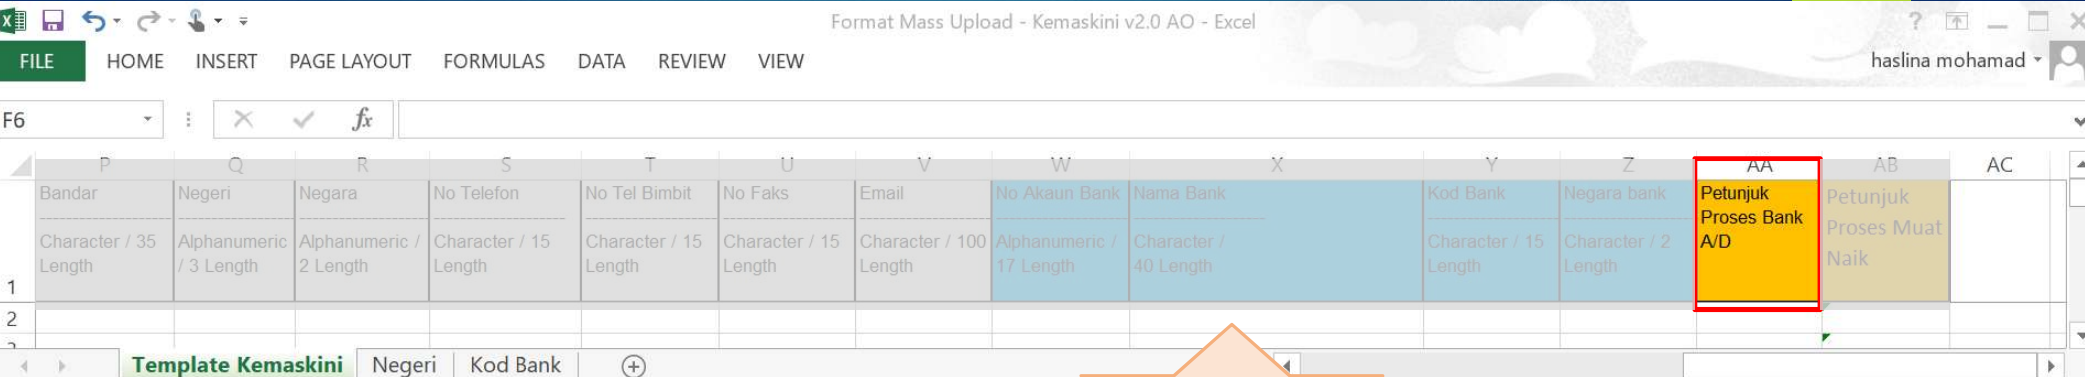 Format Mass Upload - Kemaskini v2.0 AO - Excel
FILE HOME INSERT PAGE LAYOUT FORMULAS DATA REVIEW VIEW haslina mohamad
F6 fx
P Q R S T U V W X Y Z AA AB AC
Bandar
Character / 35
Length
Negeri
Alphanumeric
/ 3 Length
Negara
Alphanumeric /
2 Length
No Telefon
Character / 15
Length
No Tel Bimbit
Character / 15
Length
No Faks
Character / 15
Length
Email
Character / 100
Length
No Akaun Bank
Alphanumeric /
17 Length
Nama Bank
Character /
40 Length
Kod Bank
Character / 15
Length
Negara bank
Character / 2
Length
Petunjuk
Proses Bank
A/D
Petunjuk
Proses Muat
Naik
1
2
Template Kemaskini Negeri Kod Bank